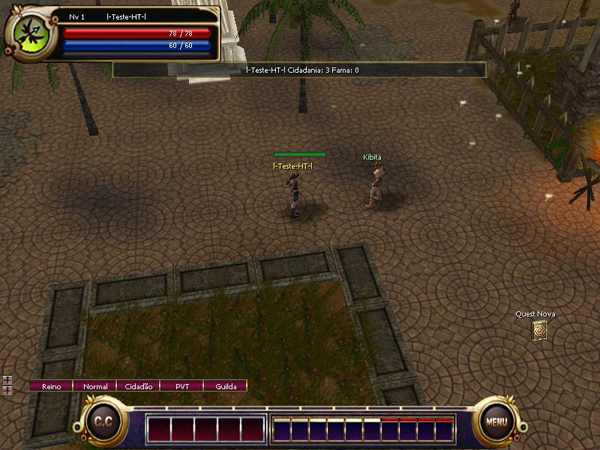 Nv 1 l-Teste-HT-l
78 / 78
60 / 60
l-Teste-HT-l Cidadania: 3 Fama: 0
Kibita
l-Teste-HT-l
Quest Nova
Reino Normal Cidadão PVT Guilda
C.C MENU